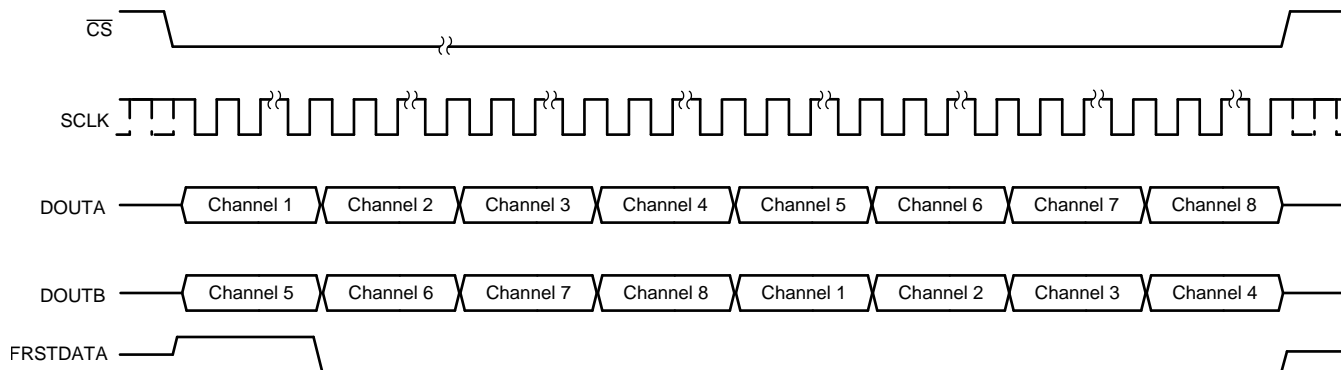 CS
SCLK
DOUTA Channel 1 Channel 2 Channel 3 Channel 4 Channel 5 Channel 6 Channel 7 Channel 8
DOUTB Channel 5 Channel 6 Channel 7 Channel 8 Channel 1 Channel 2 Channel 3 Channel 4
FRSTDATA